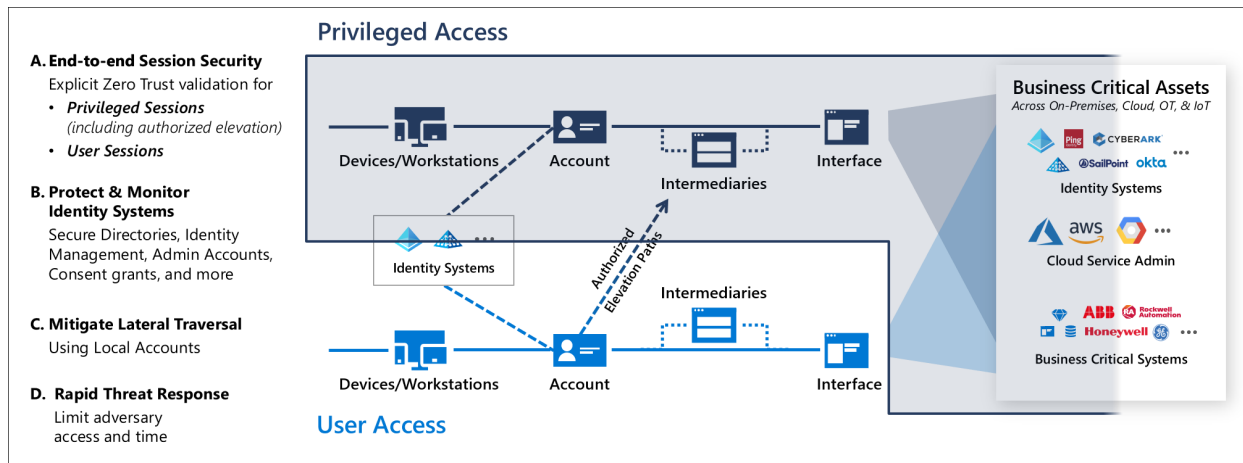 Privileged Access
A. End-to-end Session Security
Explicit Zero Trust validation for
• Privileged Sessions
(including authorized elevation)
• User Sessions
B. Protect & Monitor
Identity Systems
Secure Directories, Identity
Management, Admin Accounts,
Consent grants, and more
C. Mitigate Lateral Traversal
Using Local Accounts
D. Rapid Threat Response
Limit adversary
access and time
Devices/Workstations
Account
Intermediaries
Interface
Identity Systems
Authorized
Elevation Paths
Intermediaries
Devices/Workstations
Account
Interface
User Access
Business Critical Assets
Across On-Premises, Cloud, OT, & IoT
Ping
CYBERARK
SailPoint
okta
Identity Systems
aws
Cloud Service Admin
ABB
RA
Rockwell
Automation
Honeywell
GE
Business Critical Systems